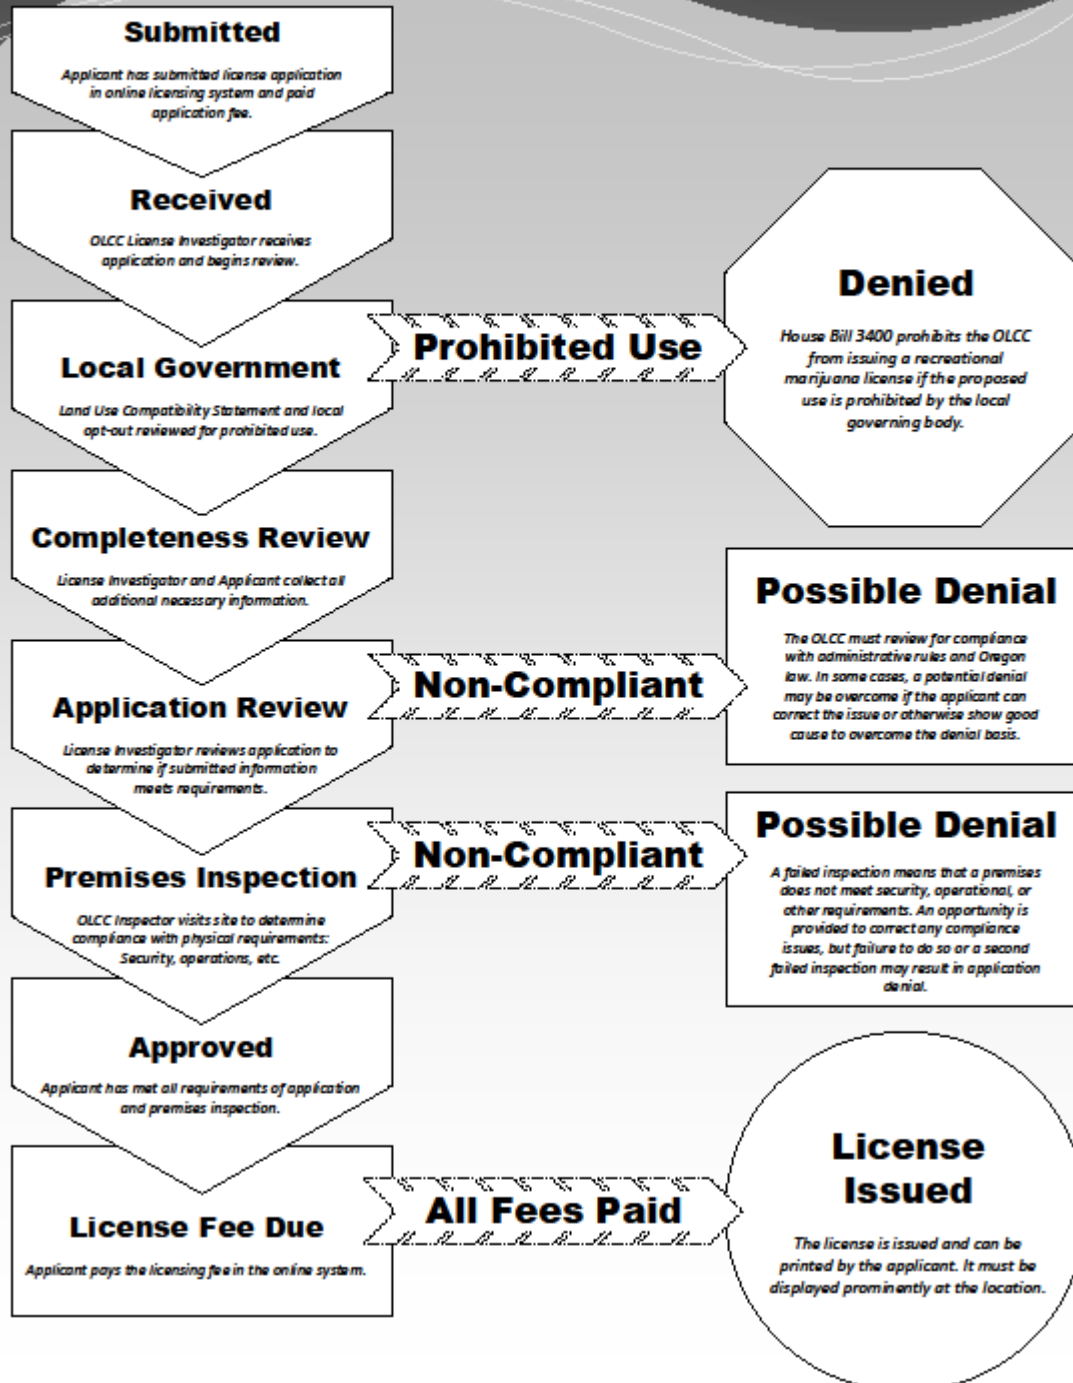 Submitted
Applicant has submitted license application
in online licensing system and paid
application fee.
Received
OLCC License Investigator receives
application and begins review.
Local Government
Land Use Compatibility Statement and local
opt-out reviewed for prohibited use.
Prohibited Use
Denied
House Bill 3400 prohibits the OLCC
from issuing a recreational
marijuana license if the proposed
use is prohibited by the local
governing body.
Completeness Review
License Investigator and Applicant collect all
additional necessary information.
Application Review
License Investigator reviews application to
determine if submitted information
meets requirements.
Non-Compliant
Possible Denial
The OLCC must review for compliance
with administrative rules and Oregon
law. In some cases, a potential denial
may be overcome if the applicant can
correct the issue or otherwise show good
cause to overcome the denial basis.
Premises Inspection
OLCC Inspector visits site to determine
compliance with physical requirements:
Security, operations, etc.
Non-Compliant
Possible Denial
A failed inspection means that a premises
does not meet security, operational, or
other requirements. An opportunity is
provided to correct any compliance
issues, but failure to do so or a second
failed inspection may result in application
denial.
Approved
Applicant has met all requirements of application
and premises inspection.
License Fee Due
Applicant pays the licensing fee in the online system.
All Fees Paid
License
Issued
The license is issued and can be
printed by the applicant. It must be
displayed prominently at the location.